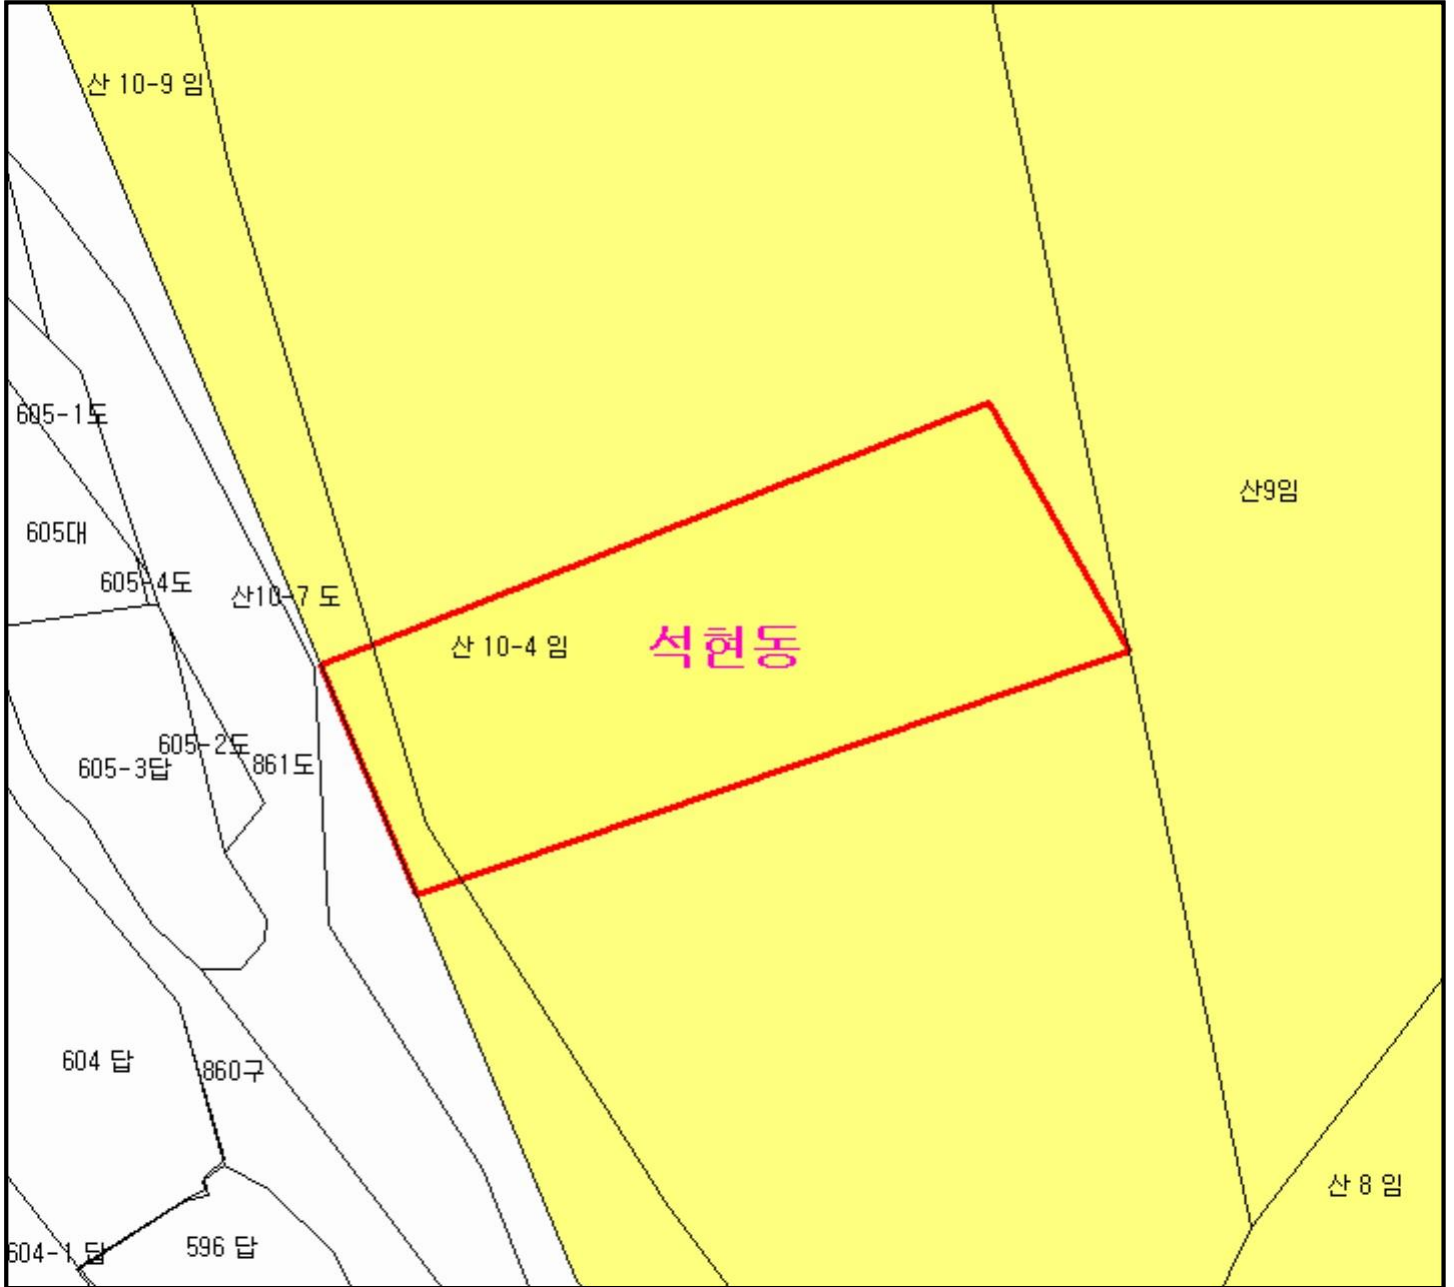 산 10-9 임
605-1도
산9임
605대
605-4도
산10-7 도
산 10-4 임
석현동
605-2도
605-3답
861도
604 답
860구
산 8 임
596 답
604-1 답